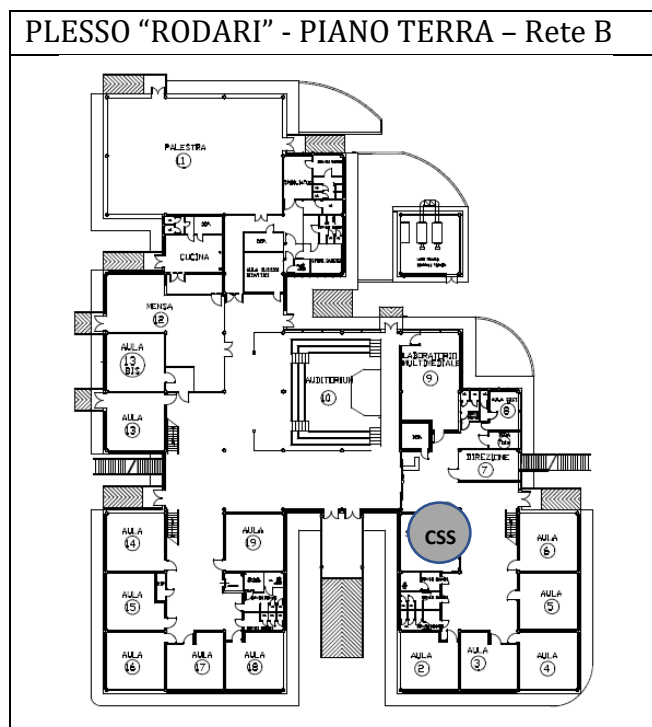 PLESSO “RODARI” - PIANO TERRA – Rete B
PALESTRA
11
CUCINA
MENSA
12
AULA
13
BIS
AULA
13
AUDITORIUM
10
LABORATORIO
MULTIMEDIALE
9
8
DIREZIONE
7
AULA
14
AULA
19
CSS
AULA
6
AULA
15
AULA
5
AULA
16
AULA
17
AULA
18
AULA
2
AULA
3
AULA
4